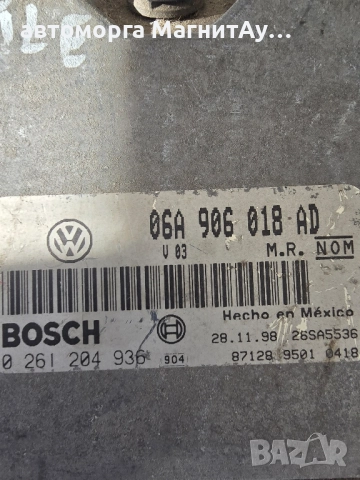 автоморга МагнитАу ...
06A 906 018 AD
V 03 M.R. NOM
BOSCH Hecho en México
0 261 204 936 904 28.11.98 26SA5536
87128 9501 0418
BAZAR